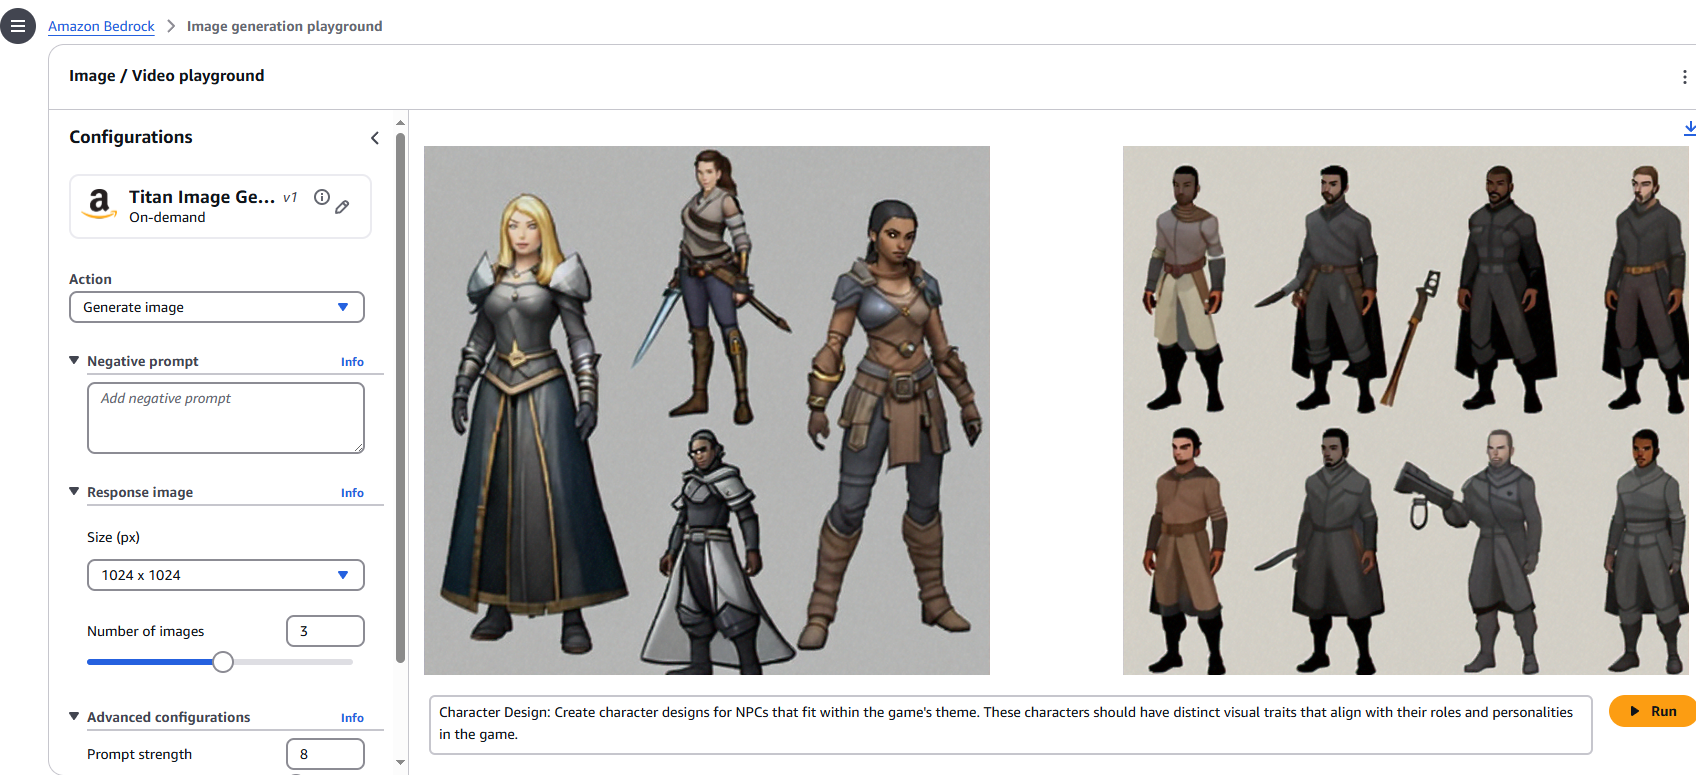 Amazon Bedrock > Image generation playground
Image / Video playground
Configurations
a
Titan Image Ge... v1
On-demand
Action
Generate image
Negative prompt Info
Add negative prompt
Response image Info
Size (px)
1024 x 1024
Number of images 3
Advanced configurations Info
Prompt strength 8
Character Design: Create character designs for NPCs that fit within the game's theme. These characters should have distinct visual traits that align with their roles and personalities
in the game.
Run